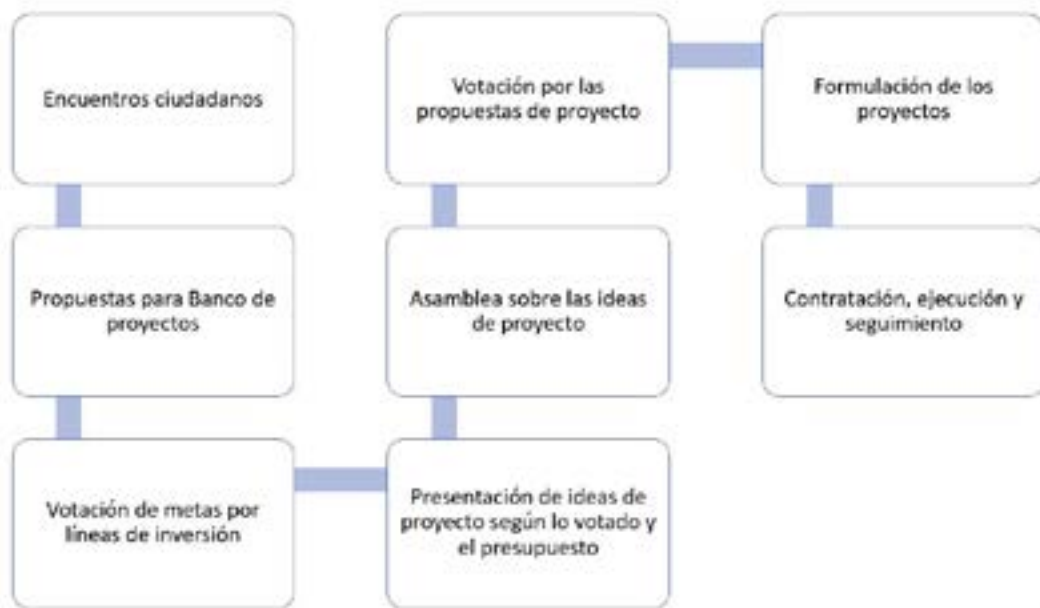 Encuentros ciudadanos
Propuestas para Banco de
proyectos
Votación de metas por
líneas de inversión
Presentación de ideas de
proyecto según lo votado y
el presupuesto
Asamblea sobre las ideas
de proyecto
Votación por las
propuestas de proyecto
Formulación de los
proyectos
Contratación, ejecución y
seguimiento